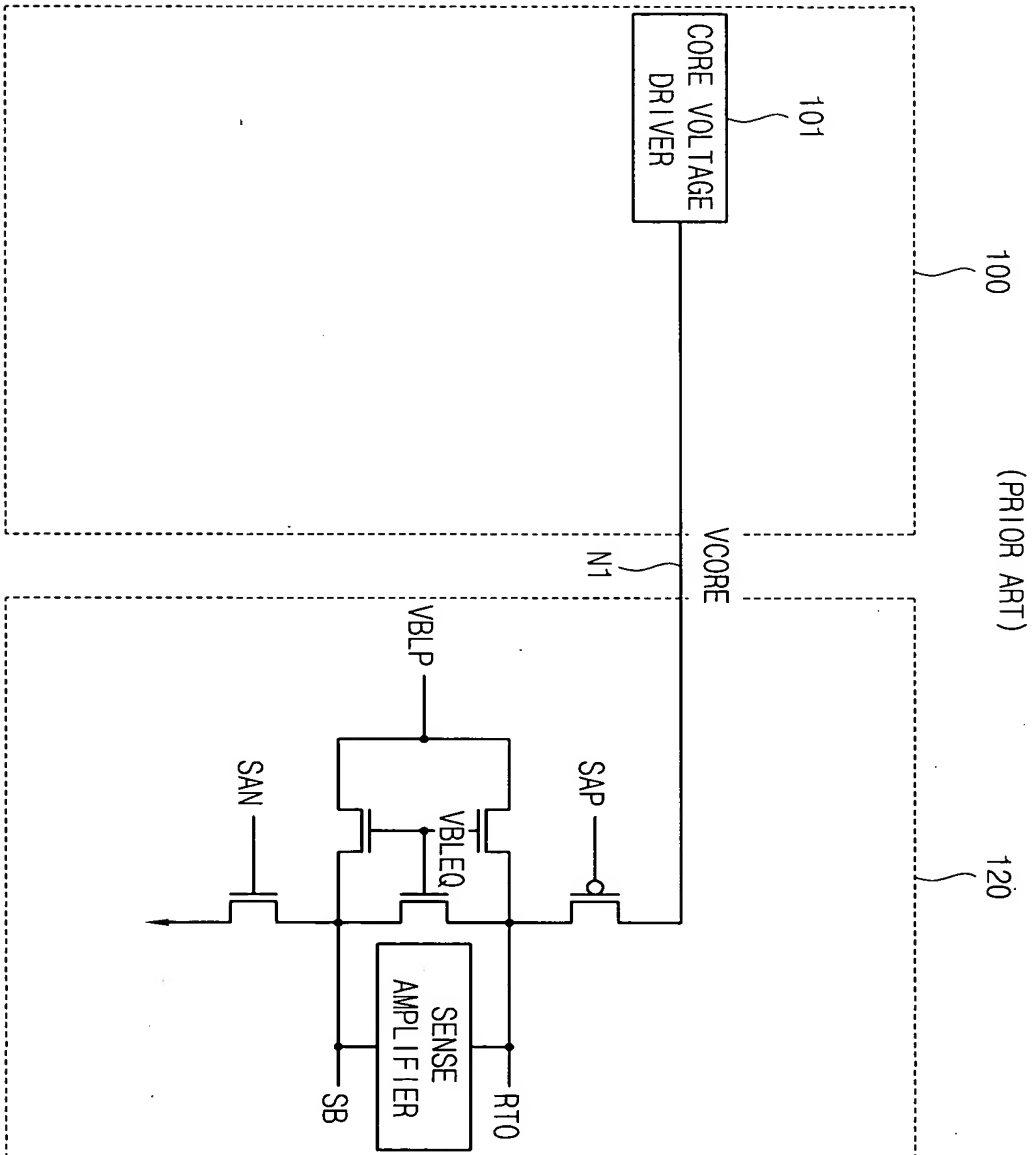 (PRIOR ART)
100
120
101
CORE VOLTAGE
DRIVER
VCORE
N1
SAP
VBLP
VBLEQ
SAN
SENSE
AMPLIFIER
RTO
SB